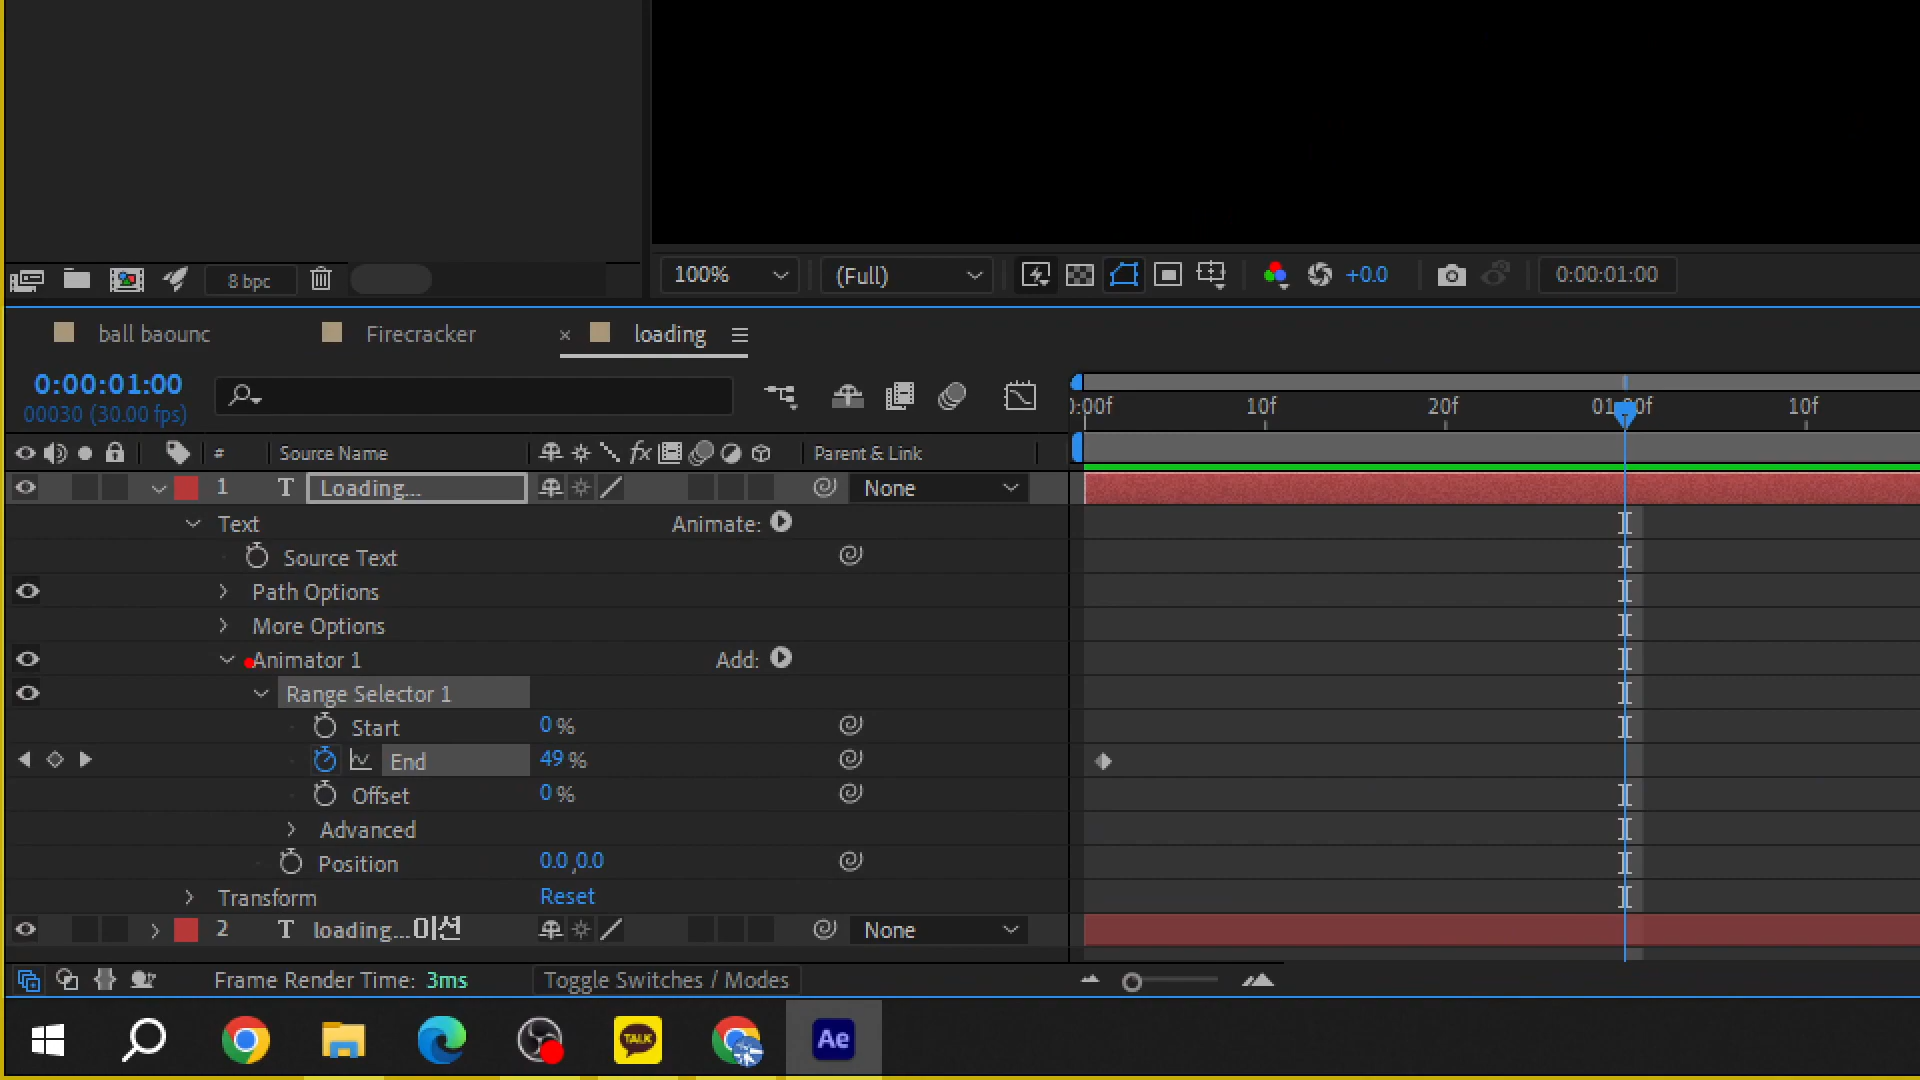 8 bpc
100%
(Full)
+0.0
0:00:01:00
ball baounc
Firecracker
loading
0:00:01:00
00030 (30.00 fps)
0:00f 10f 20f 01:00f 10f
# Source Name fx Parent & Link
1 T Loading... None
Text Animate:
Source Text
Path Options
More Options
Animator 1 Add:
Range Selector 1
Start 0 %
End 49 %
Offset 0 %
Advanced
Position 0.0,0.0
Transform Reset
2 T loading...미션 None
Frame Render Time: 3ms Toggle Switches / Modes
TALK
Ae